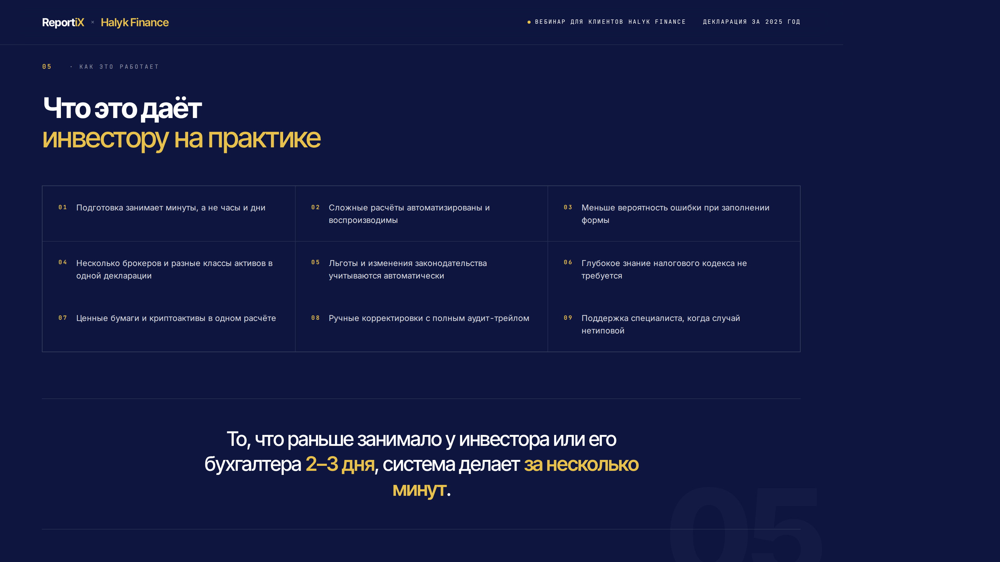 ReportiX × Halyk Finance
ВЕБИНАР ДЛЯ КЛИЕНТОВ HALYK FINANCE ДЕКЛАРАЦИЯ ЗА 2025 ГОД
05 · КАК ЭТО РАБОТАЕТ
Что это даёт
инвестору на практике
01 Подготовка занимает минуты, а не часы и дни
02 Сложные расчёты автоматизированы и
воспроизводимы
03 Меньше вероятность ошибки при заполнении
формы
04 Несколько брокеров и разные классы активов в
одной декларации
05 Льготы и изменения законодательства
учитываются автоматически
06 Глубокое знание налогового кодекса не
требуется
07 Ценные бумаги и криптоактивы в одном расчёте
08 Ручные корректировки с полным аудит-трейлом
09 Поддержка специалиста, когда случай
нетиповой
То, что раньше занимало у инвестора или его
бухгалтера 2–3 дня, система делает за несколько
минут.
05